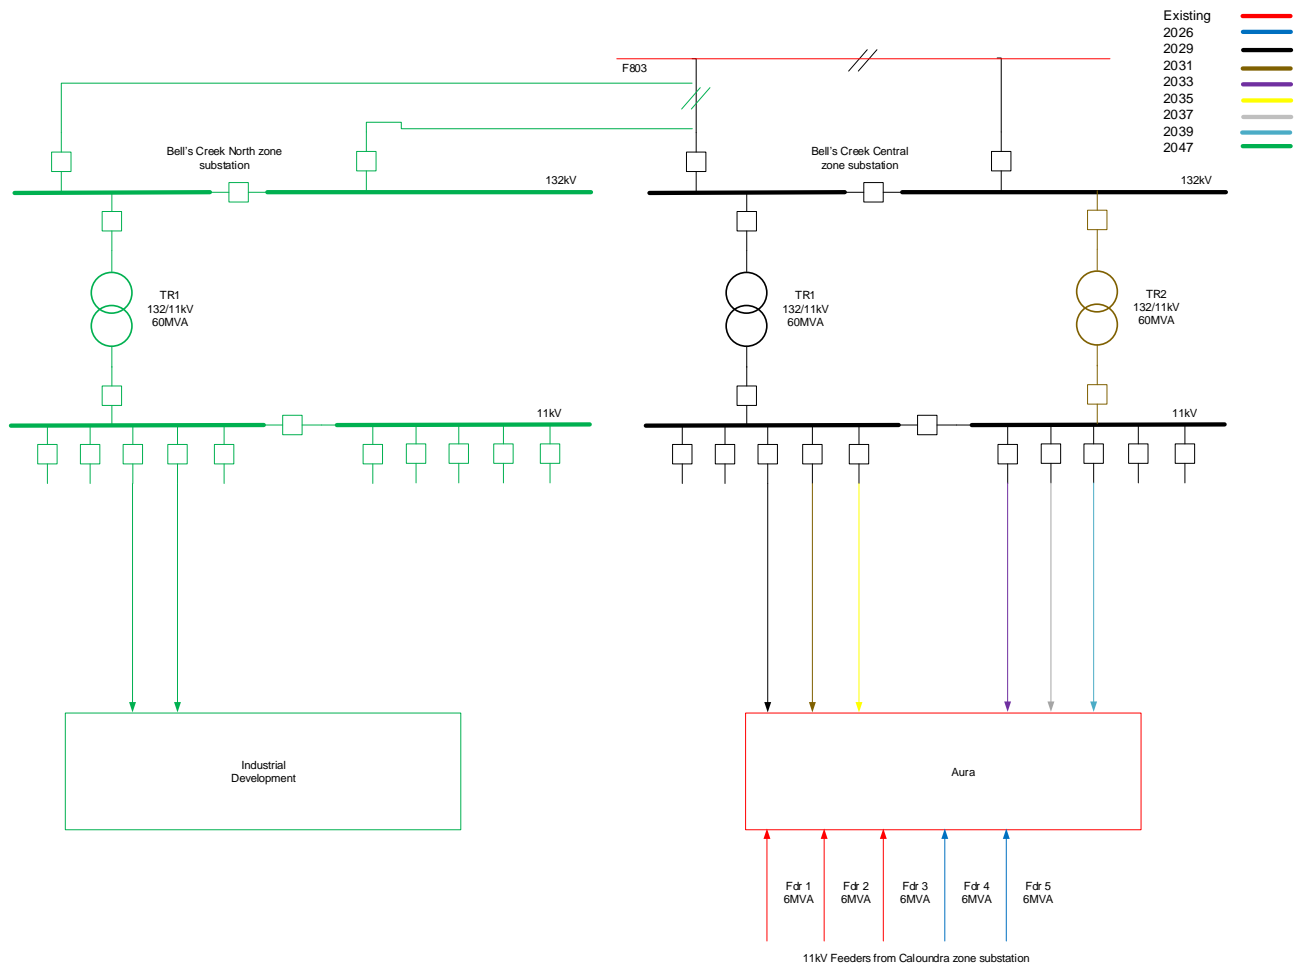 Existing
2026
2029
2031
2033
2035
2037
2039
2047
F803
Bell's Creek North zone
substation
132kV
Bell's Creek Central
zone substation
132kV
TR1
132/11kV
60MVA
TR1
132/11kV
60MVA
TR2
132/11kV
60MVA
11kV
11kV
Industrial
Development
Aura
Fdr 1
6MVA
Fdr 2
6MVA
Fdr 3
6MVA
Fdr 4
6MVA
Fdr 5
6MVA
11kV Feeders from Caloundra zone substation